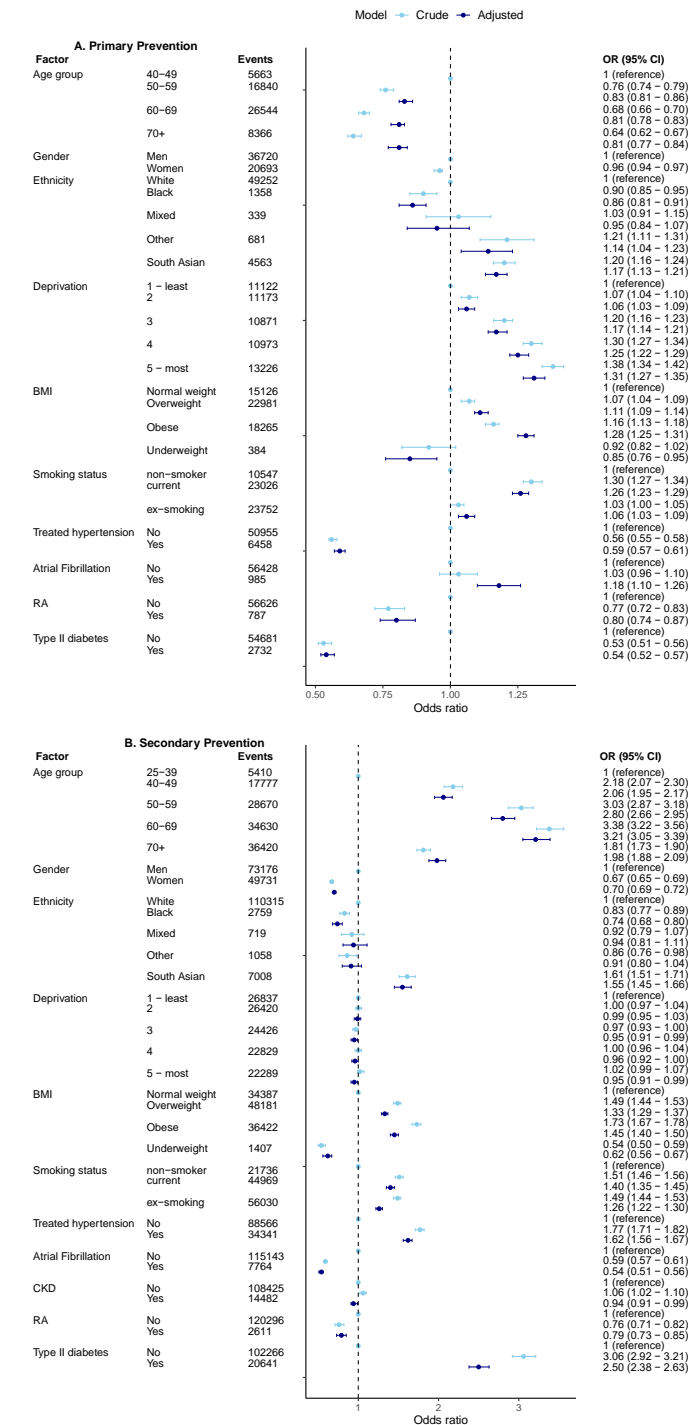 Model Crude Adjusted
A. Primary Prevention
Factor Events OR (95% CI)
Age group 40−49 5663 1 (reference)
50−59 16840 0.76 (0.74 − 0.79)
0.83 (0.81 − 0.86)
60−69 26544 0.68 (0.66 − 0.70)
0.81 (0.78 − 0.83)
70+ 8366 0.64 (0.62 − 0.67)
0.81 (0.77 − 0.84)
Gender Men 36720 1 (reference)
Women 20693 0.96 (0.94 − 0.97)
Ethnicity White 49252 1 (reference)
Black 1358 0.90 (0.85 − 0.95)
0.86 (0.81 − 0.91)
Mixed 339 1.03 (0.91 − 1.15)
0.95 (0.84 − 1.07)
Other 681 1.21 (1.11 − 1.31)
1.14 (1.04 − 1.23)
South Asian 4563 1.20 (1.16 − 1.24)
1.17 (1.13 − 1.21)
Deprivation 1 − least 11122 1 (reference)
2 11173 1.07 (1.04 − 1.10)
1.06 (1.03 − 1.09)
3 10871 1.20 (1.16 − 1.23)
1.17 (1.14 − 1.21)
4 10973 1.30 (1.27 − 1.34)
1.25 (1.22 − 1.29)
5 − most 13226 1.38 (1.34 − 1.42)
1.31 (1.27 − 1.35)
BMI Normal weight 15126 1 (reference)
Overweight 22981 1.07 (1.04 − 1.09)
1.11 (1.09 − 1.14)
Obese 18265 1.16 (1.13 − 1.18)
1.28 (1.25 − 1.31)
Underweight 384 0.92 (0.82 − 1.02)
0.85 (0.76 − 0.95)
Smoking status non−smoker 10547 1 (reference)
current 23026 1.30 (1.27 − 1.34)
1.26 (1.23 − 1.29)
ex−smoking 23752 1.03 (1.00 − 1.05)
1.06 (1.03 − 1.09)
Treated hypertension No 50955 1 (reference)
Yes 6458 0.56 (0.55 − 0.58)
0.59 (0.57 − 0.61)
Atrial Fibrillation No 56428 1 (reference)
Yes 985 1.03 (0.96 − 1.10)
1.18 (1.10 − 1.26)
RA No 56626 1 (reference)
Yes 787 0.77 (0.72 − 0.83)
0.80 (0.74 − 0.87)
Type II diabetes No 54681 1 (reference)
Yes 2732 0.53 (0.51 − 0.56)
0.54 (0.52 − 0.57)
0.50 0.75 1.00 1.25
Odds ratio
B. Secondary Prevention
Factor Events OR (95% CI)
Age group 25−39 5410 1 (reference)
40−49 17777 2.18 (2.07 − 2.30)
2.06 (1.95 − 2.17)
50−59 28670 3.03 (2.87 − 3.18)
2.80 (2.66 − 2.95)
60−69 34630 3.38 (3.22 − 3.56)
3.21 (3.05 − 3.39)
70+ 36420 1.81 (1.73 − 1.90)
1.98 (1.88 − 2.09)
Gender Men 73176 1 (reference)
Women 49731 0.67 (0.65 − 0.69)
0.70 (0.69 − 0.72)
Ethnicity White 110315 1 (reference)
Black 2759 0.83 (0.77 − 0.89)
0.74 (0.68 − 0.80)
Mixed 719 0.92 (0.79 − 1.07)
0.94 (0.81 − 1.11)
Other 1058 0.86 (0.76 − 0.98)
0.91 (0.80 − 1.04)
South Asian 7008 1.61 (1.51 − 1.71)
1.55 (1.45 − 1.66)
Deprivation 1 − least 26837 1 (reference)
2 26420 1.00 (0.97 − 1.04)
0.99 (0.95 − 1.03)
3 24426 0.97 (0.93 − 1.00)
0.95 (0.91 − 0.99)
4 22829 1.00 (0.96 − 1.04)
0.96 (0.92 − 1.00)
5 − most 22289 1.02 (0.99 − 1.07)
0.95 (0.91 − 0.99)
BMI Normal weight 34387 1 (reference)
Overweight 48181 1.49 (1.44 − 1.53)
1.33 (1.29 − 1.37)
Obese 36422 1.73 (1.67 − 1.78)
1.45 (1.40 − 1.50)
Underweight 1407 0.54 (0.50 − 0.59)
0.62 (0.56 − 0.67)
Smoking status non−smoker 21736 1 (reference)
current 44969 1.51 (1.46 − 1.56)
1.40 (1.35 − 1.45)
ex−smoking 56030 1.49 (1.44 − 1.53)
1.26 (1.22 − 1.30)
Treated hypertension No 88566 1 (reference)
Yes 34341 1.77 (1.71 − 1.82)
1.62 (1.56 − 1.67)
Atrial Fibrillation No 115143 1 (reference)
Yes 7764 0.59 (0.57 − 0.61)
0.54 (0.51 − 0.56)
CKD No 108425 1 (reference)
Yes 14482 1.06 (1.02 − 1.10)
0.94 (0.91 − 0.99)
RA No 120296 1 (reference)
Yes 2611 0.76 (0.71 − 0.82)
0.79 (0.73 − 0.85)
Type II diabetes No 102266 1 (reference)
Yes 20641 3.06 (2.92 − 3.21)
2.50 (2.38 − 2.63)
1 2 3
Odds ratio